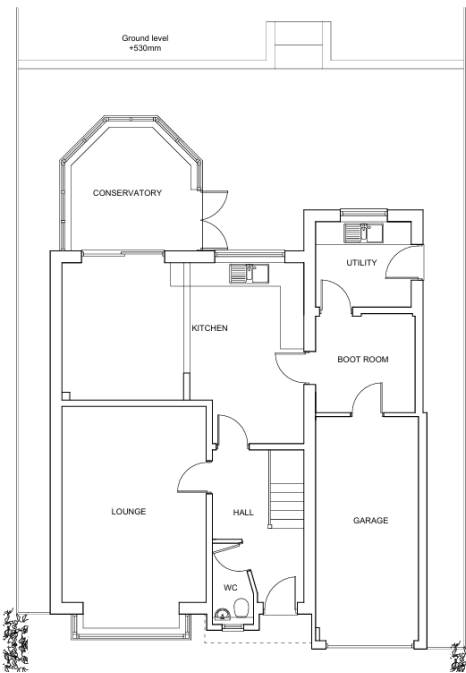 Ground level
+530mm
CONSERVATORY
UTILITY
KITCHEN
BOOT ROOM
LOUNGE
HALL
GARAGE
WC